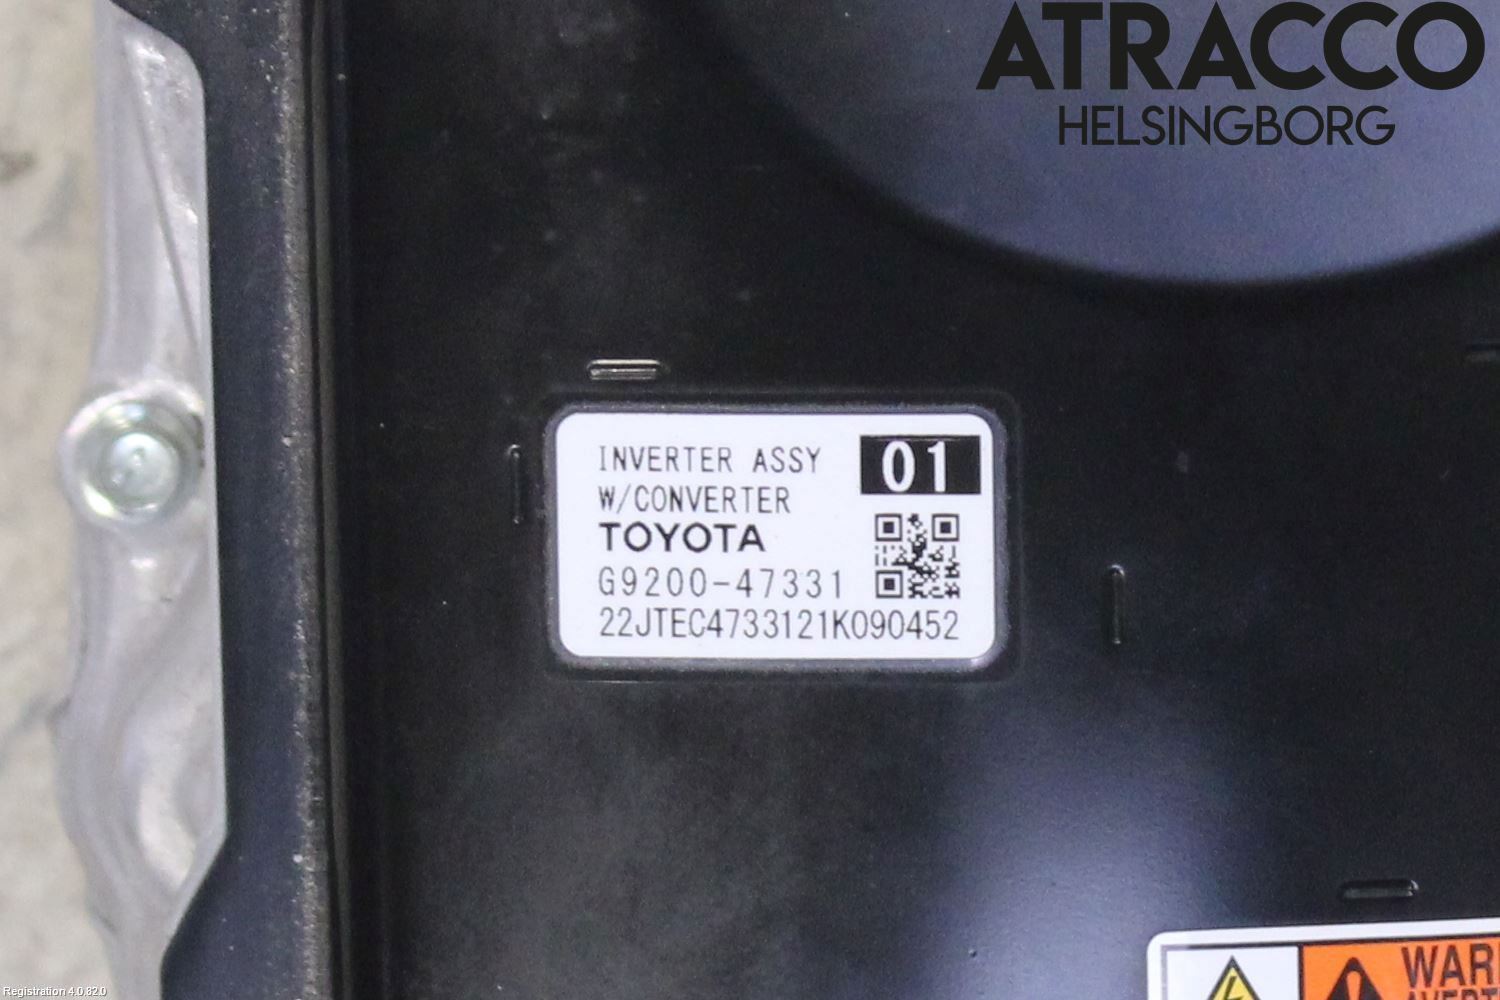 ATRACCO
HELSINGBORG
INVERTER ASSY 01
W/CONVERTER
TOYOTA
G9200-47331
22JTEC4733121K090452
Registration 4.0.82.0